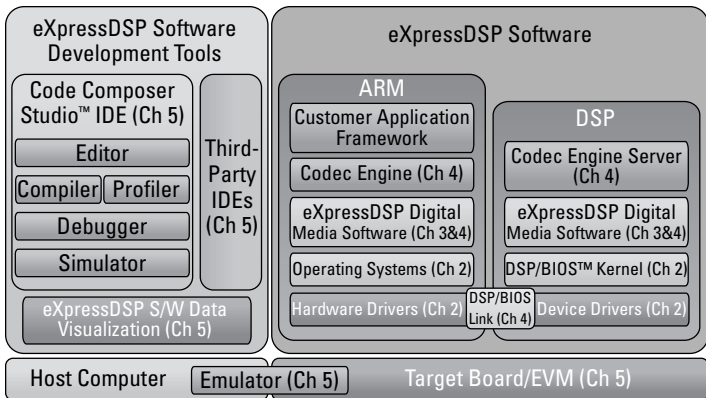 eXpressDSP Software
Development Tools
Code Composer
Studio™ IDE (Ch 5)
Editor
Compiler
Profiler
Debugger
Simulator
Third-
Party
IDEs
(Ch 5)
eXpressDSP S/W Data
Visualization (Ch 5)
eXpressDSP Software
ARM
Customer Application
Framework
Codec Engine (Ch 4)
eXpressDSP Digital
Media Software (Ch 3&4)
Operating Systems (Ch 2)
Hardware Drivers (Ch 2)
DSP/BIOS
Link (Ch 4)
DSP
Codec Engine Server
(Ch 4)
eXpressDSP Digital
Media Software (Ch 3&4)
DSP/BIOS™ Kernel (Ch 2)
Device Drivers (Ch 2)
Host Computer
Emulator (Ch 5)
Target Board/EVM (Ch 5)